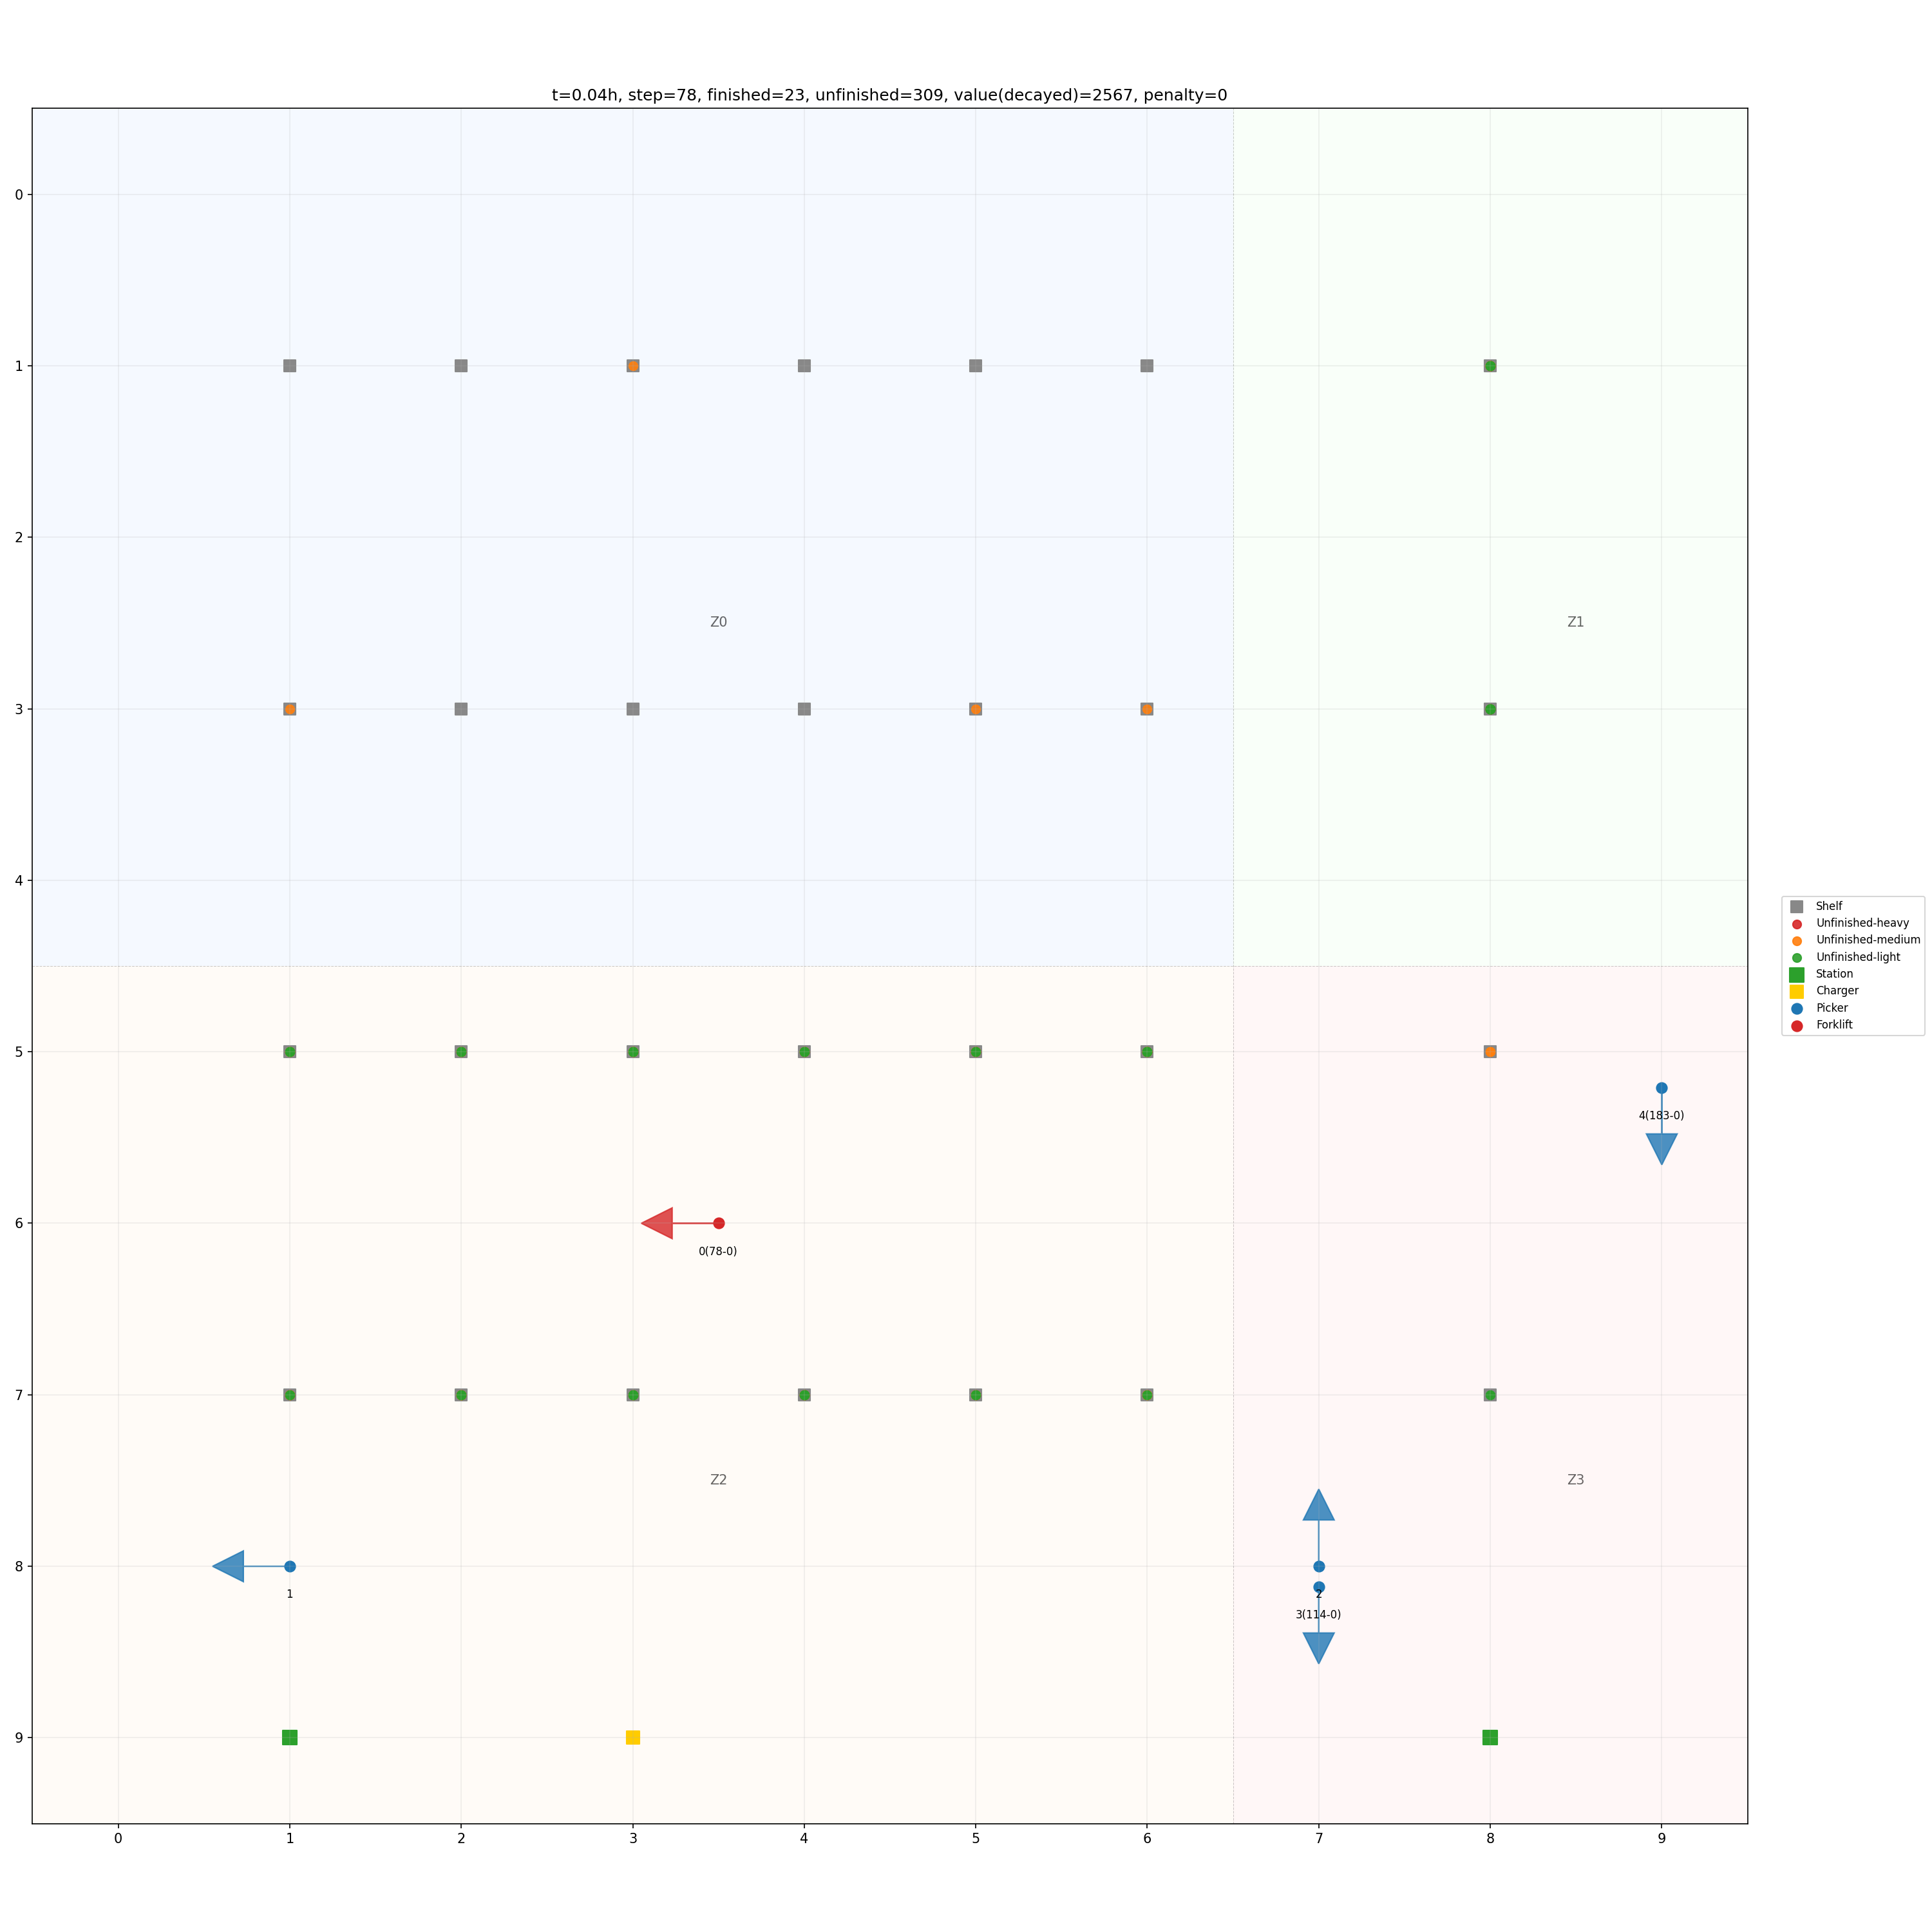 t=0.04h, step=78, finished=23, unfinished=309, value(decayed)=2567, penalty=0
0
1
2
Z0
Z1
3
4
Shelf
Unfinished-heavy
Unfinished-medium
Unfinished-light
Station
Charger
Picker
Forklift
5
4(183-0)
6
0(78-0)
7
Z2
Z3
8
1
2
3(114-0)
9
0 1 2 3 4 5 6 7 8 9